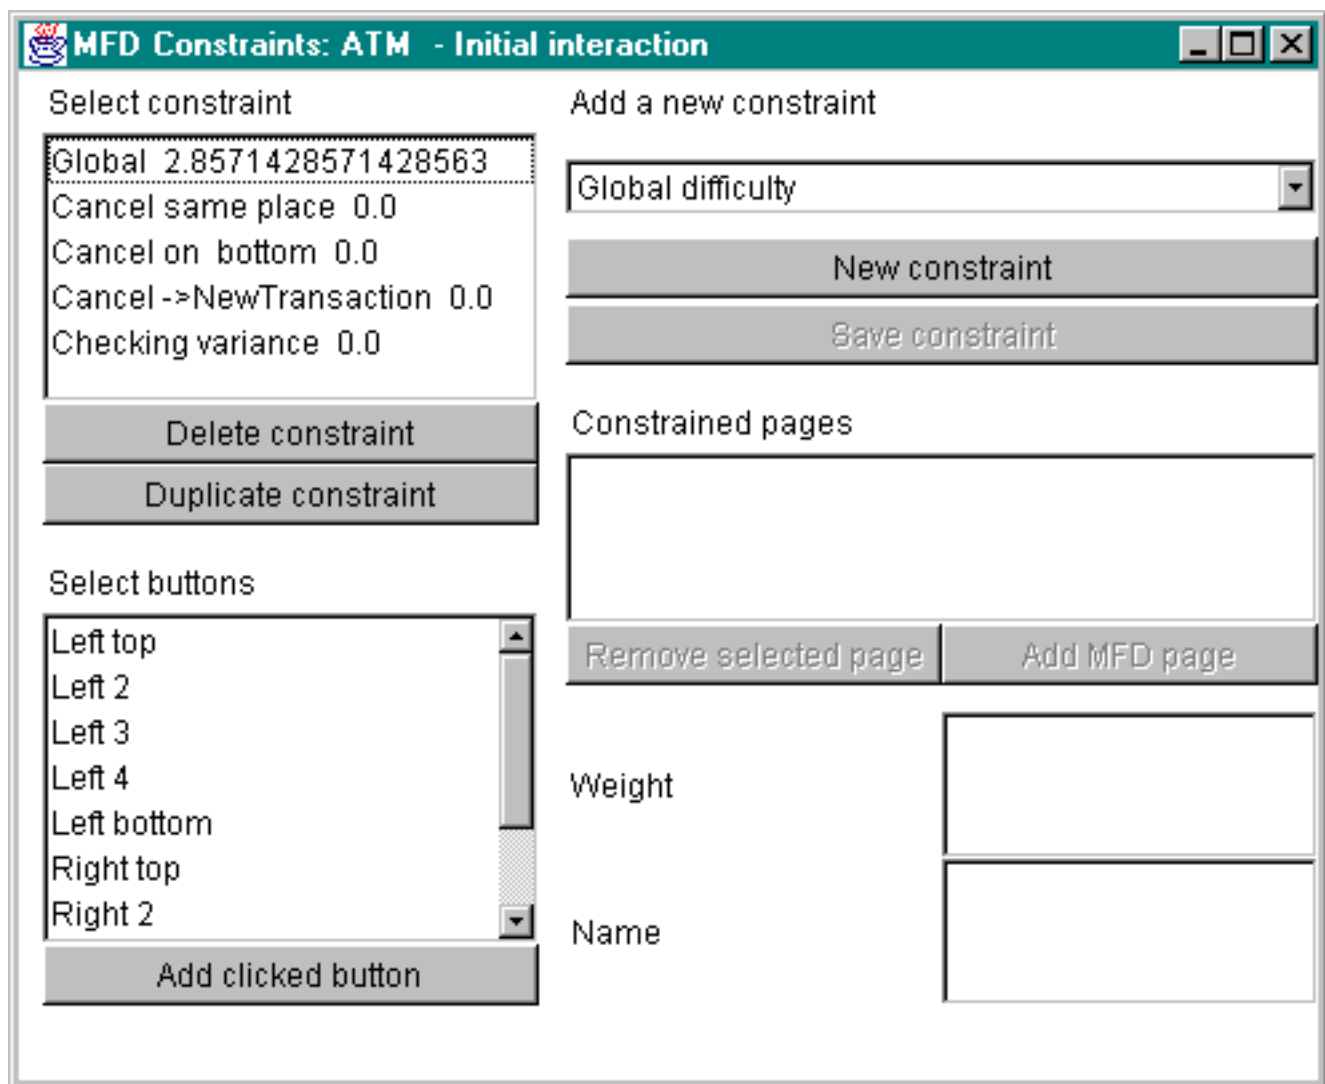 MFD Constraints: ATM - Initial interaction
Select constraint
Global 2.8571428571428563
Cancel same place 0.0
Cancel on bottom 0.0
Cancel ->NewTransaction 0.0
Checking variance 0.0
Delete constraint
Duplicate constraint
Select buttons
Left top
Left 2
Left 3
Left 4
Left bottom
Right top
Right 2
Add clicked button
Add a new constraint
Global difficulty
New constraint
Save constraint
Constrained pages
Remove selected page
Add MFD page
Weight
Name